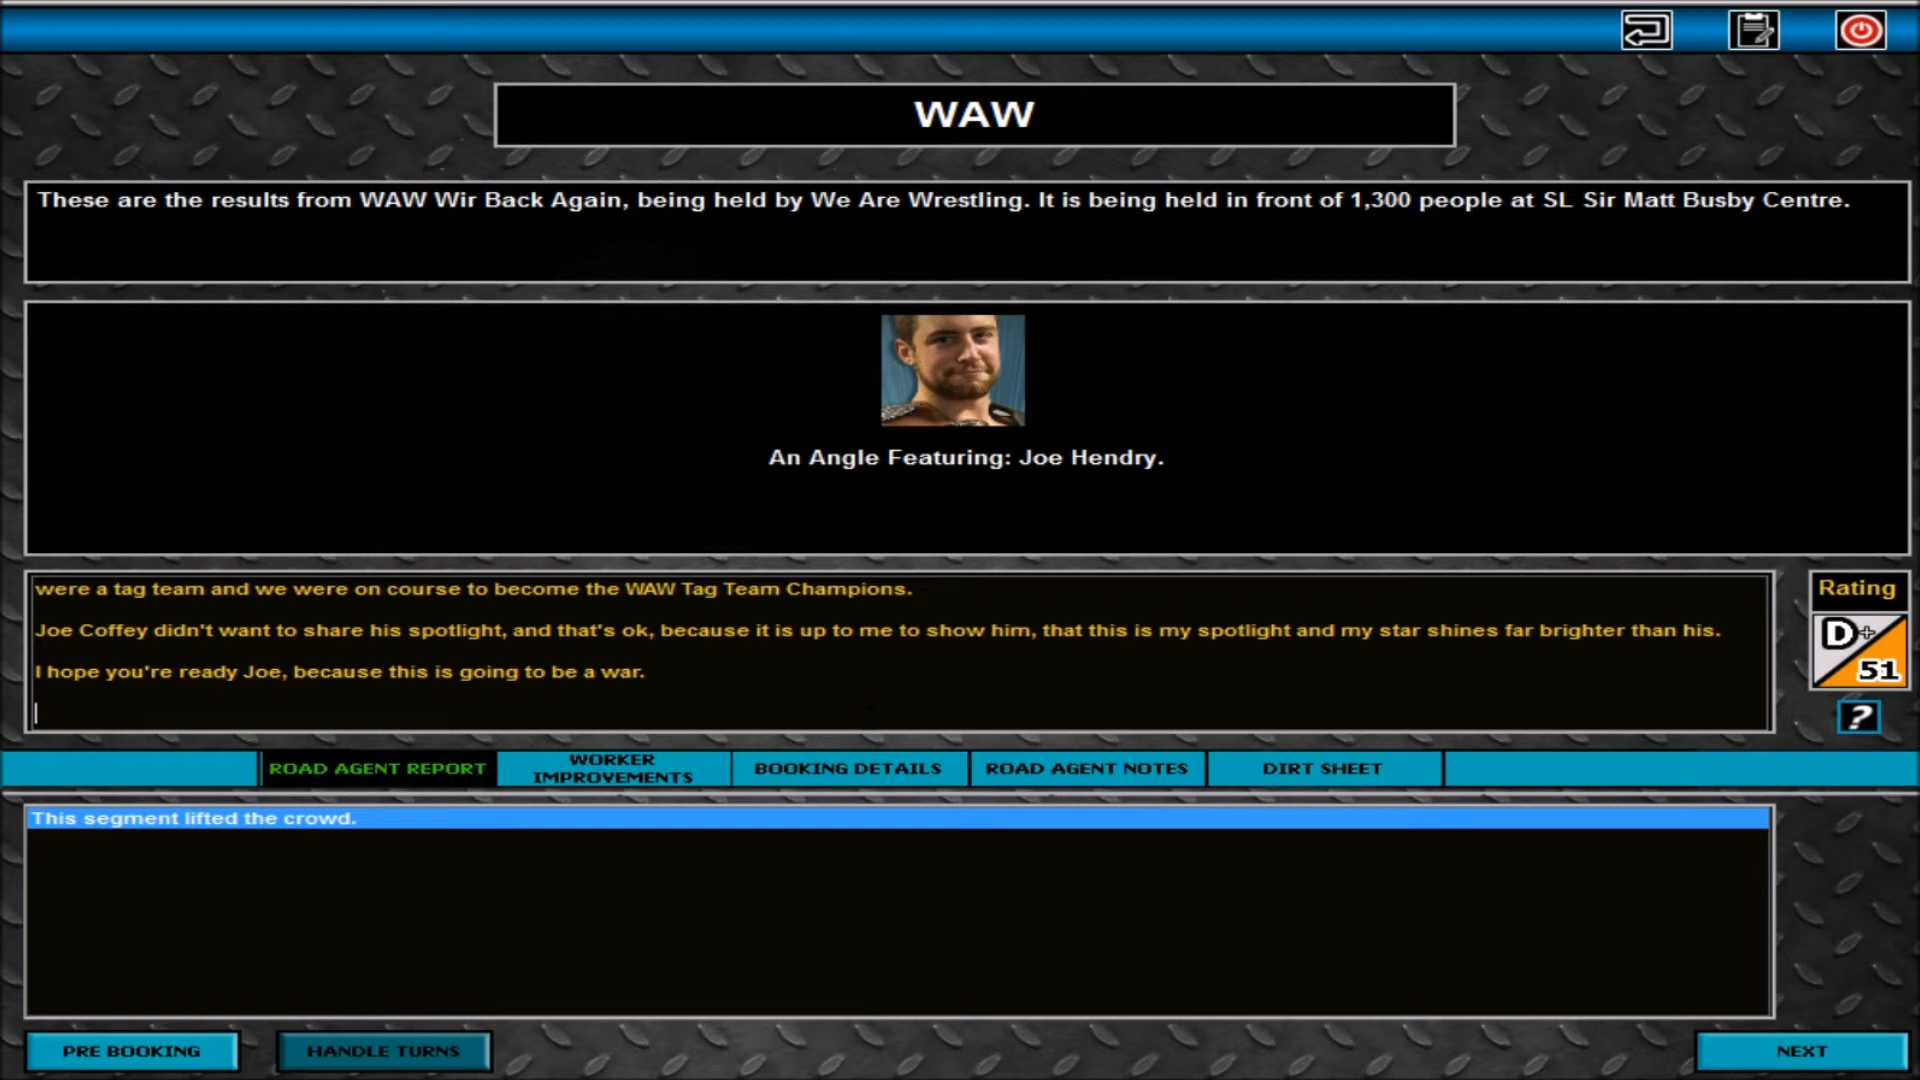 WAW
These are the results from WAW Wir Back Again, being held by We Are Wrestling. It is being held in front of 1,300 people at SL Sir Matt Busby Centre.
An Angle Featuring: Joe Hendry.
were a tag team and we were on course to become the WAW Tag Team Champions.
Joe Coffey didn't want to share his spotlight, and that's ok, because it is up to me to show him, that this is my spotlight and my star shines far brighter than his.
I hope you're ready Joe, because this is going to be a war.
Rating
D+
51
?
ROAD AGENT REPORT
WORKER
IMPROVEMENTS
BOOKING DETAILS
ROAD AGENT NOTES
DIRT SHEET
This segment lifted the crowd.
PRE BOOKING
HANDLE TURNS
NEXT